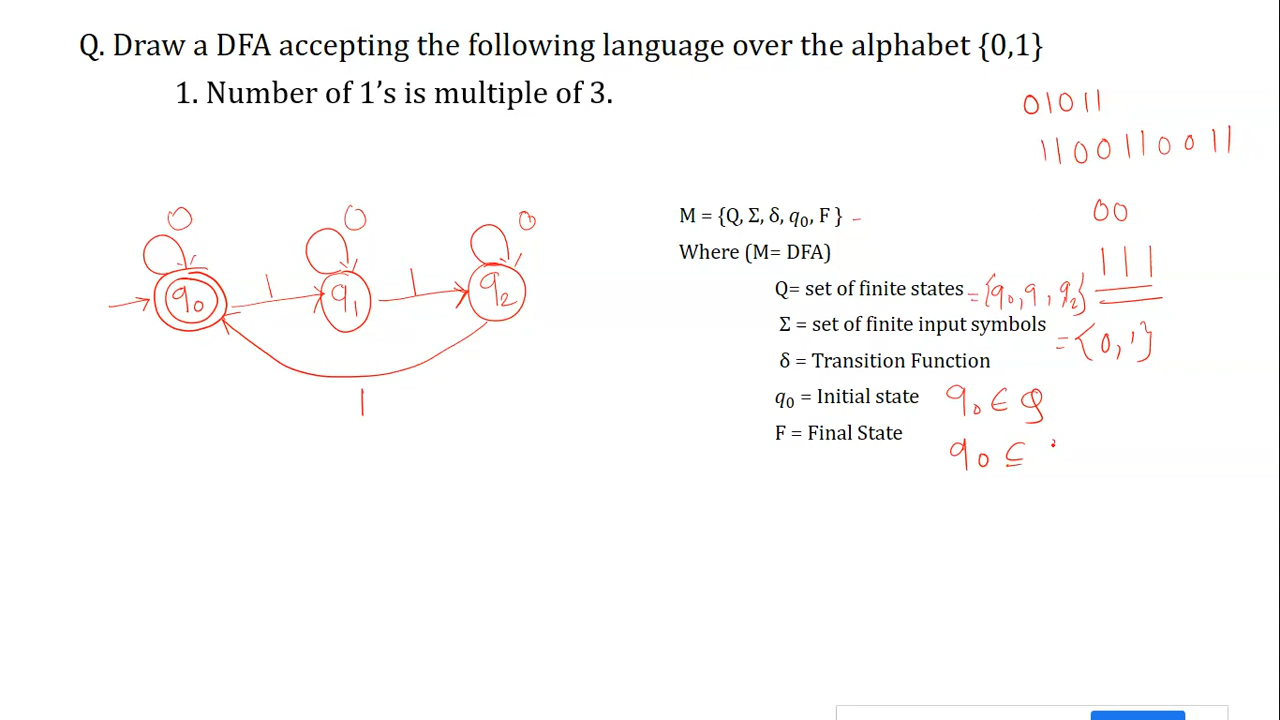 Q. Draw a DFA accepting the following language over the alphabet {0,1}
1. Number of 1’s is multiple of 3.
01011
1100110011
00
111
0
0
0
q0
1
q1
1
q2
1
M = {Q, Σ, δ, q0, F } -
Where (M= DFA)
Q= set of finite states = {q0, q, q2}
Σ = set of finite input symbols = {0, 1}
δ = Transition Function
q0 = Initial state q0 ∈ Q
F = Final State q0 ⊆